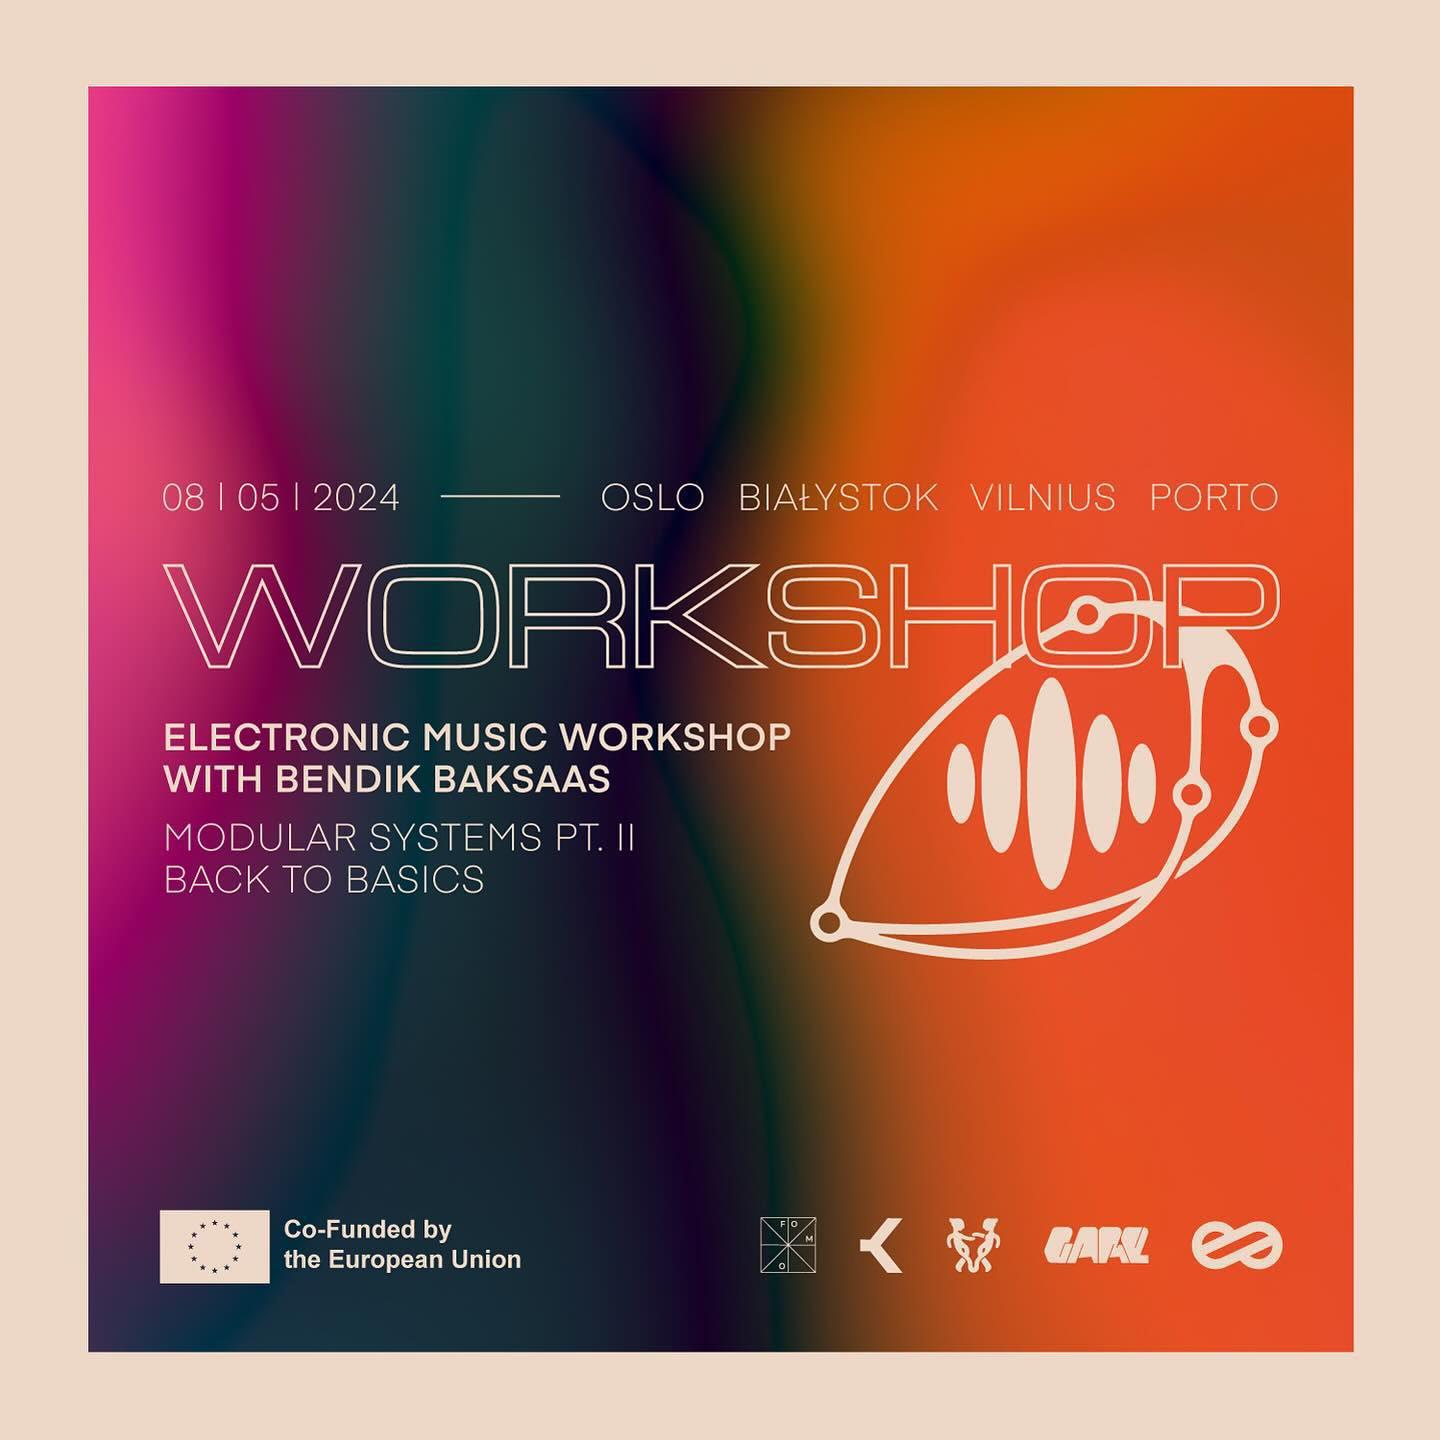 08 | 05 | 2024 —— OSLO BIAŁYSTOK VILNIUS PORTO
WORKSHOP
ELECTRONIC MUSIC WORKSHOP
WITH BENDIK BAKSAAS
MODULAR SYSTEMS PT. II
BACK TO BASICS
Co-Funded by
the European Union
FOMO